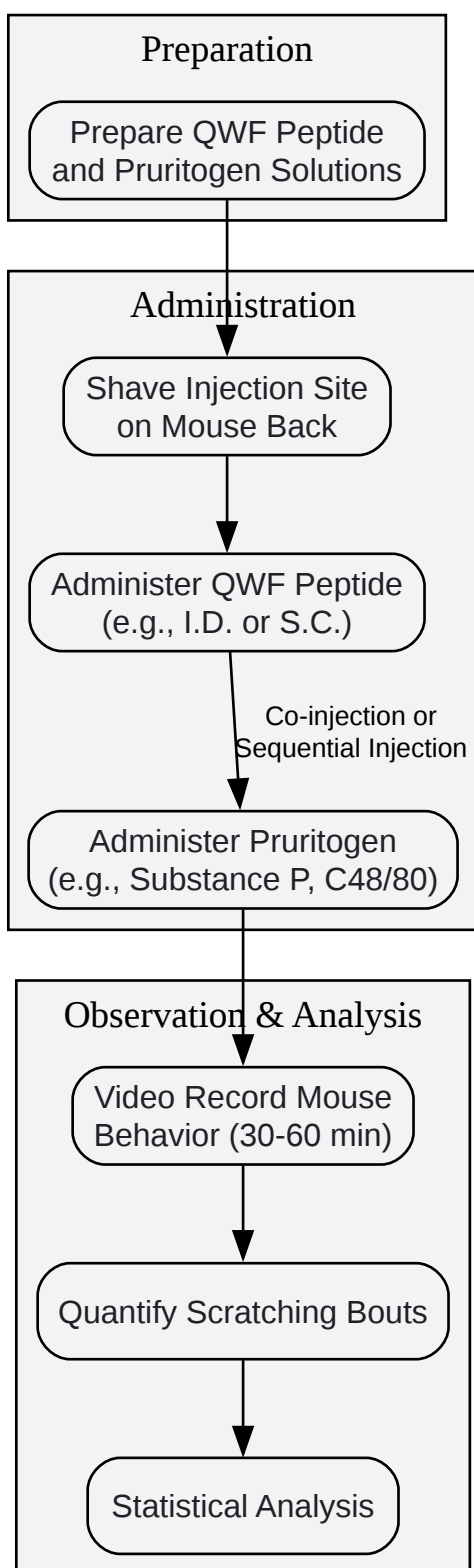 Preparation
Prepare QWF Peptide
and Pruritogen Solutions
Administration
Shave Injection Site
on Mouse Back
Administer QWF Peptide
(e.g., I.D. or S.C.)
Co-injection or
Sequential Injection
Administer Pruritogen
(e.g., Substance P, C48/80)
Observation & Analysis
Video Record Mouse
Behavior (30-60 min)
Quantify Scratching Bouts
Statistical Analysis